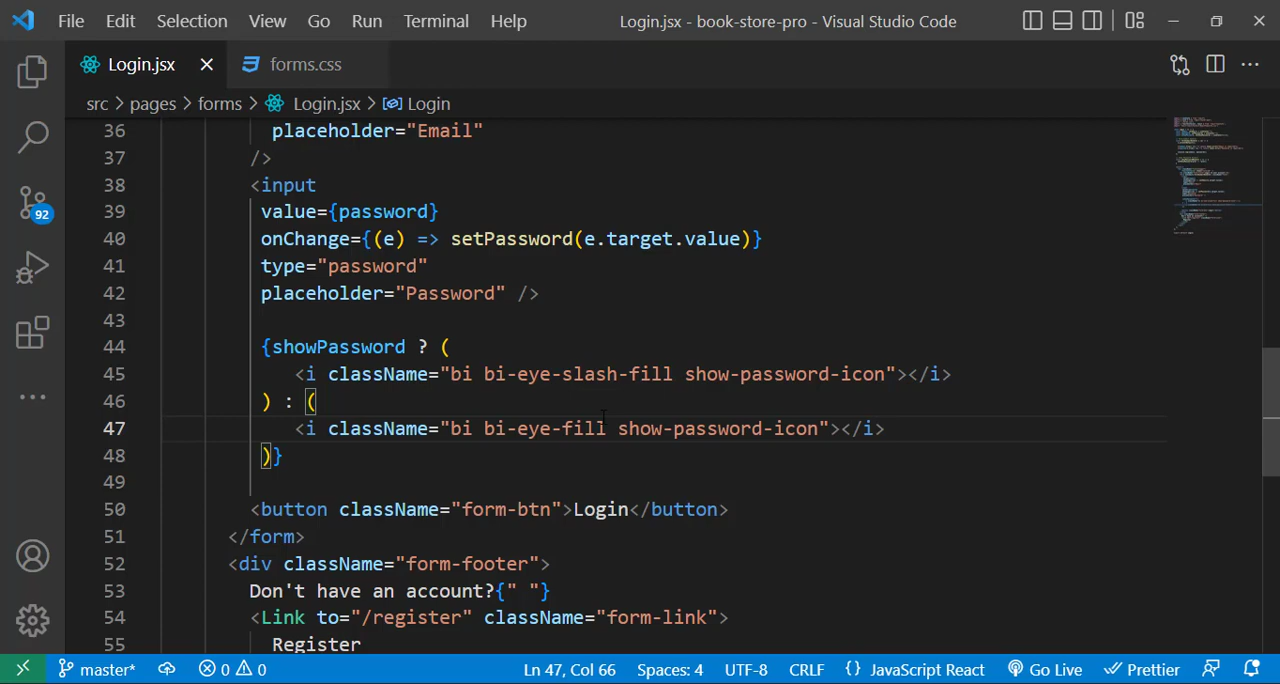 File Edit Selection View Go Run Terminal Help Login.jsx - book-store-pro - Visual Studio Code
Login.jsx forms.css
src > pages > forms > Login.jsx > Login
36 placeholder="Email"
37 />
38 <input
39 value={password}
40 onChange={(e) => setPassword(e.target.value)}
41 type="password"
42 placeholder="Password" />
43
44 {showPassword ? (
45 <i className="bi bi-eye-slash-fill show-password-icon"></i>
46 ) : (
47 <i className="bi bi-eye-fill show-password-icon"></i>
48 )}
49
50 <button className="form-btn">Login</button>
51 </form>
52 <div className="form-footer">
53 Don't have an account?{" "}
54 <Link to="/register" className="form-link">
55 Register
92
master* 0 0 Ln 47, Col 66 Spaces: 4 UTF-8 CRLF {} JavaScript React Go Live Prettier